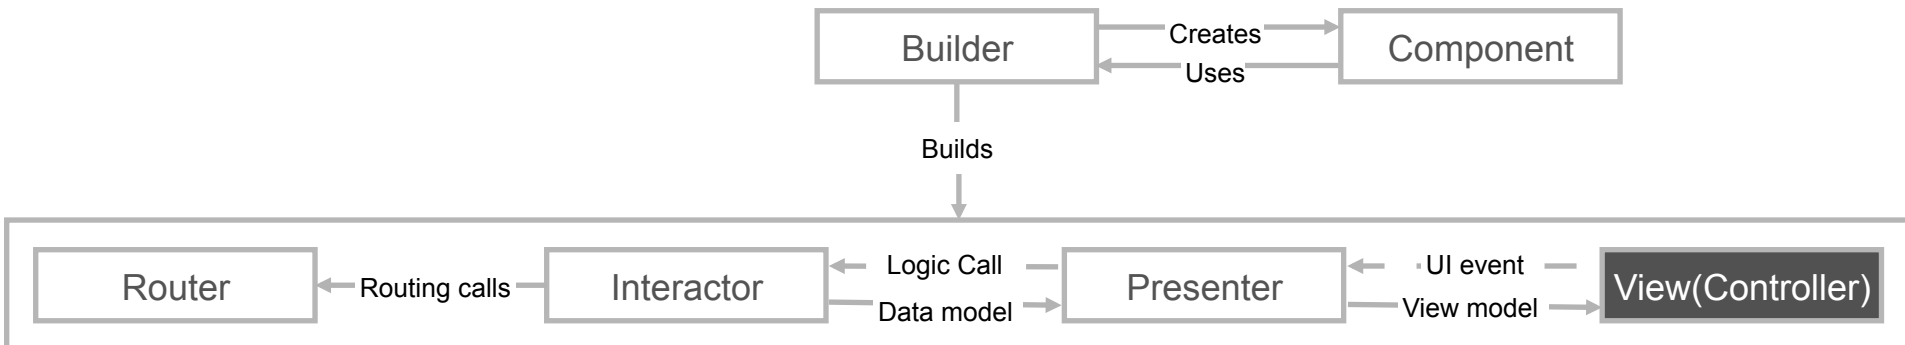 Builder
Creates
Uses
Component
Builds
Router
Routing calls
Interactor
Logic Call
Data model
Presenter
UI event
View model
View(Controller)